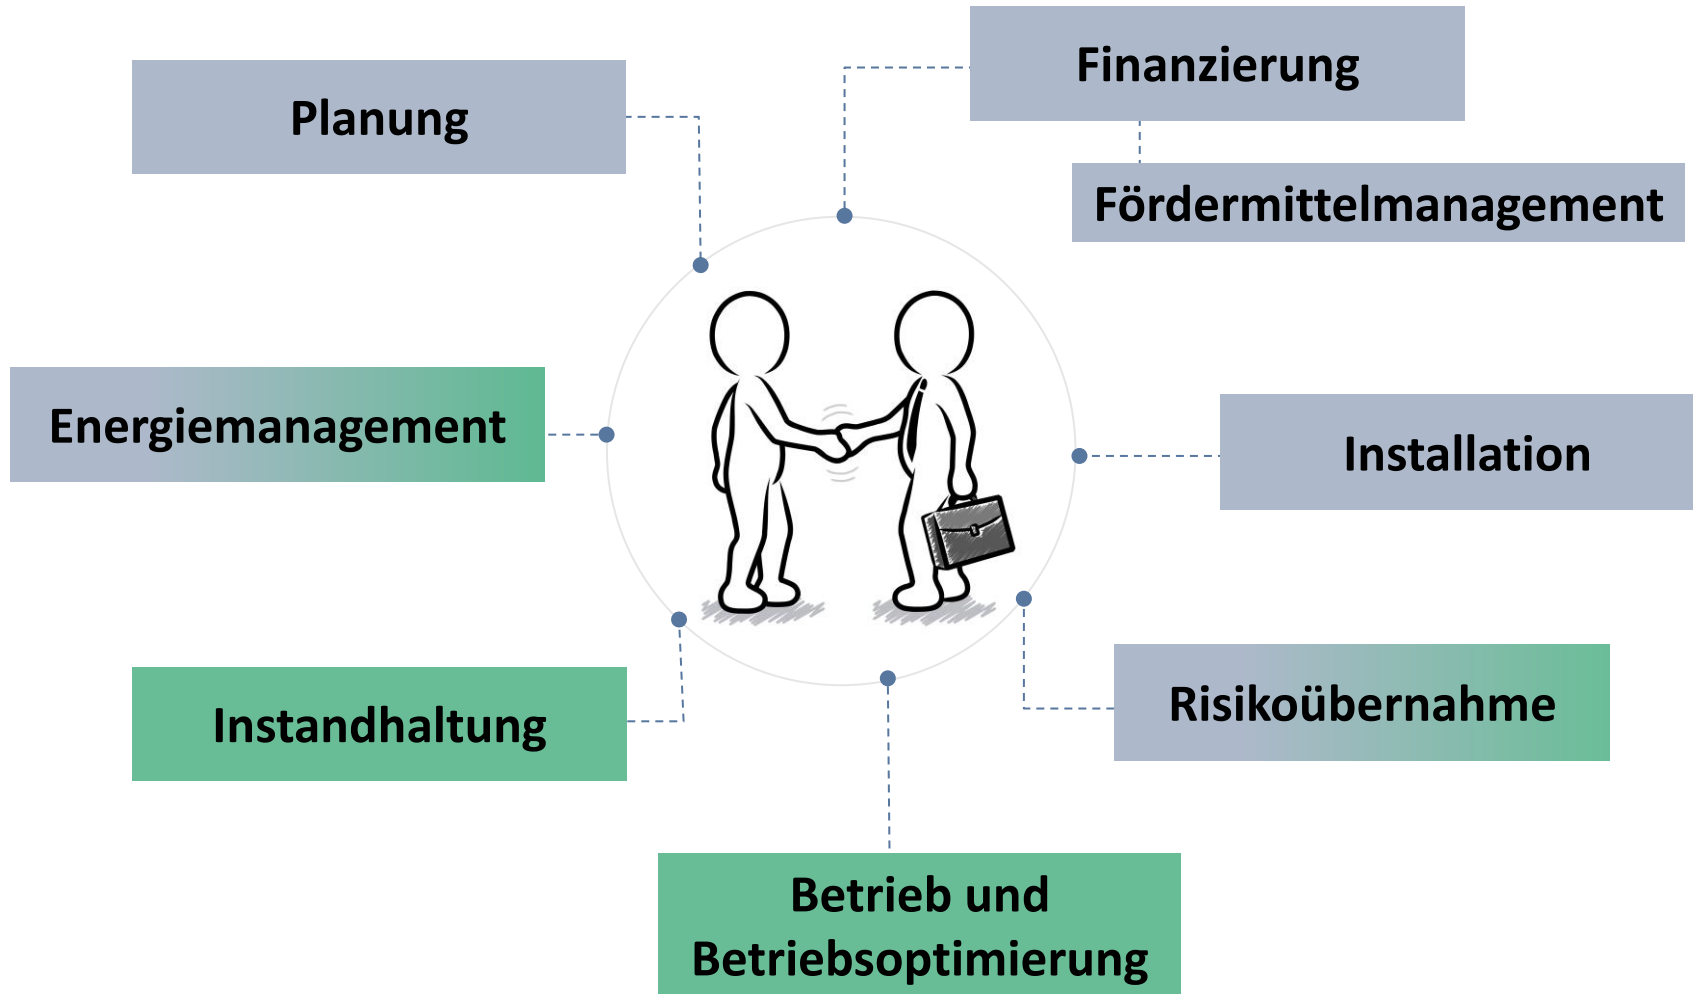 Finanzierung
Planung
Fördermittelmanagement
Energiemanagement
Installation
Risikoübernahme
Instandhaltung
Betrieb und
Betriebsoptimierung